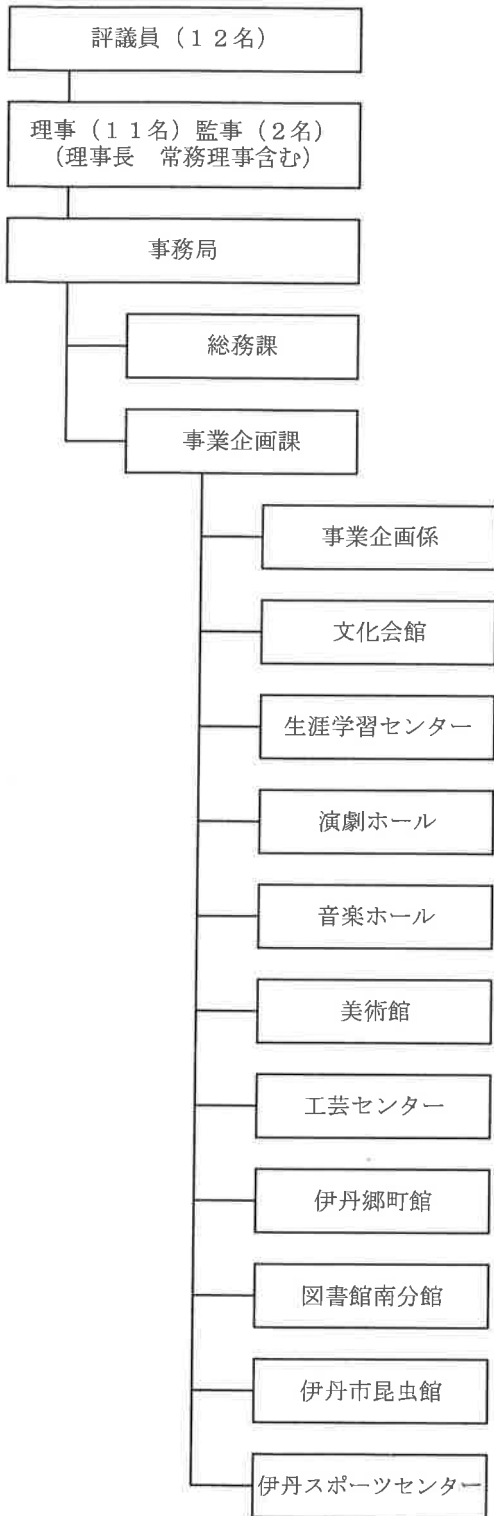 評議員（１２名）
理事（１１名）監事（２名）
（理事長　常務理事含む）
事務局
総務課
事業企画課
事業企画係
文化会館
生涯学習センター
演劇ホール
音楽ホール
美術館
工芸センター
伊丹郷町館
図書館南分館
伊丹市昆虫館
伊丹スポーツセンター